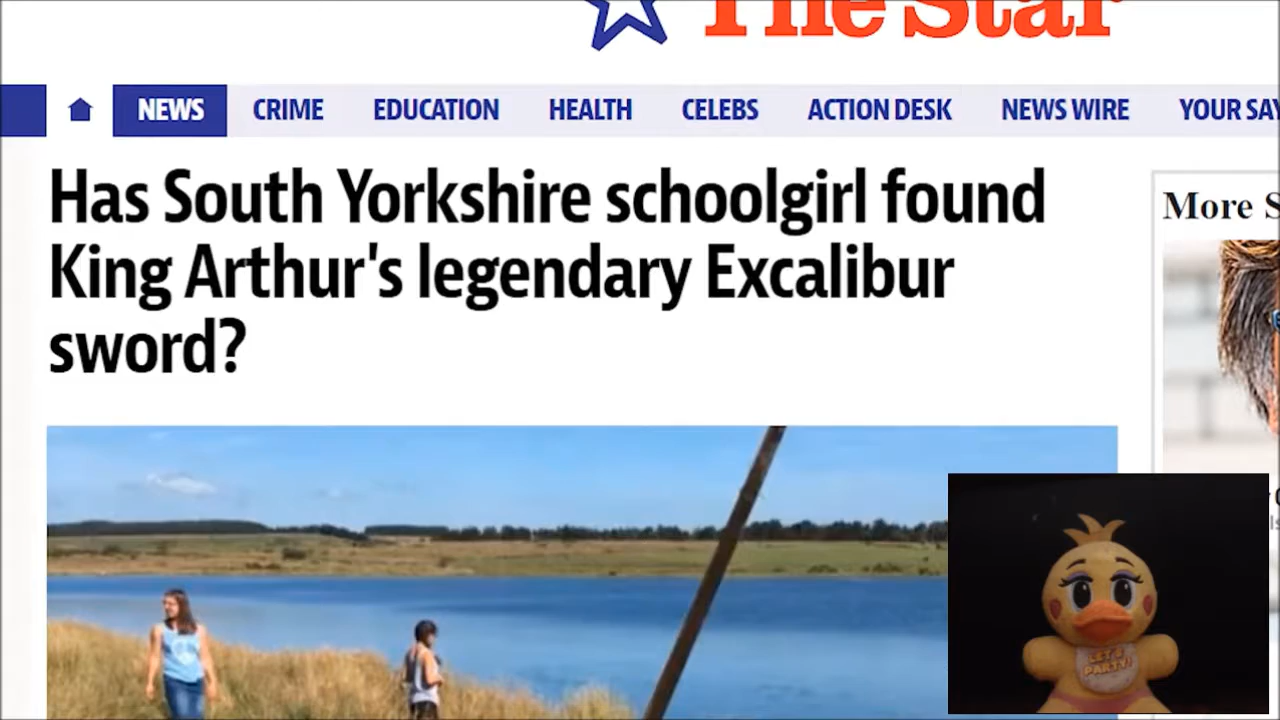 The Star
NEWS CRIME EDUCATION HEALTH CELEBS ACTION DESK NEWS WIRE YOUR SAY
Has South Yorkshire schoolgirl found
King Arthur's legendary Excalibur
sword?
More S
LET'S
PARTY!